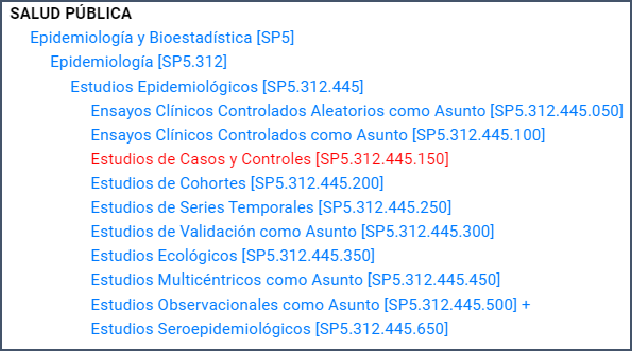 SALUD PÚBLICA
Epidemiología y Bioestadística [SP5]
Epidemiología [SP5.312]
Estudios Epidemiológicos [SP5.312.445]
Ensayos Clínicos Controlados Aleatorios como Asunto [SP5.312.445.050]
Ensayos Clínicos Controlados como Asunto [SP5.312.445.100]
Estudios de Casos y Controles [SP5.312.445.150]
Estudios de Cohortes [SP5.312.445.200]
Estudios de Series Temporales [SP5.312.445.250]
Estudios de Validación como Asunto [SP5.312.445.300]
Estudios Ecológicos [SP5.312.445.350]
Estudios Multicéntricos como Asunto [SP5.312.445.450]
Estudios Observacionales como Asunto [SP5.312.445.500] +
Estudios Seroepidemiológicos [SP5.312.445.650]